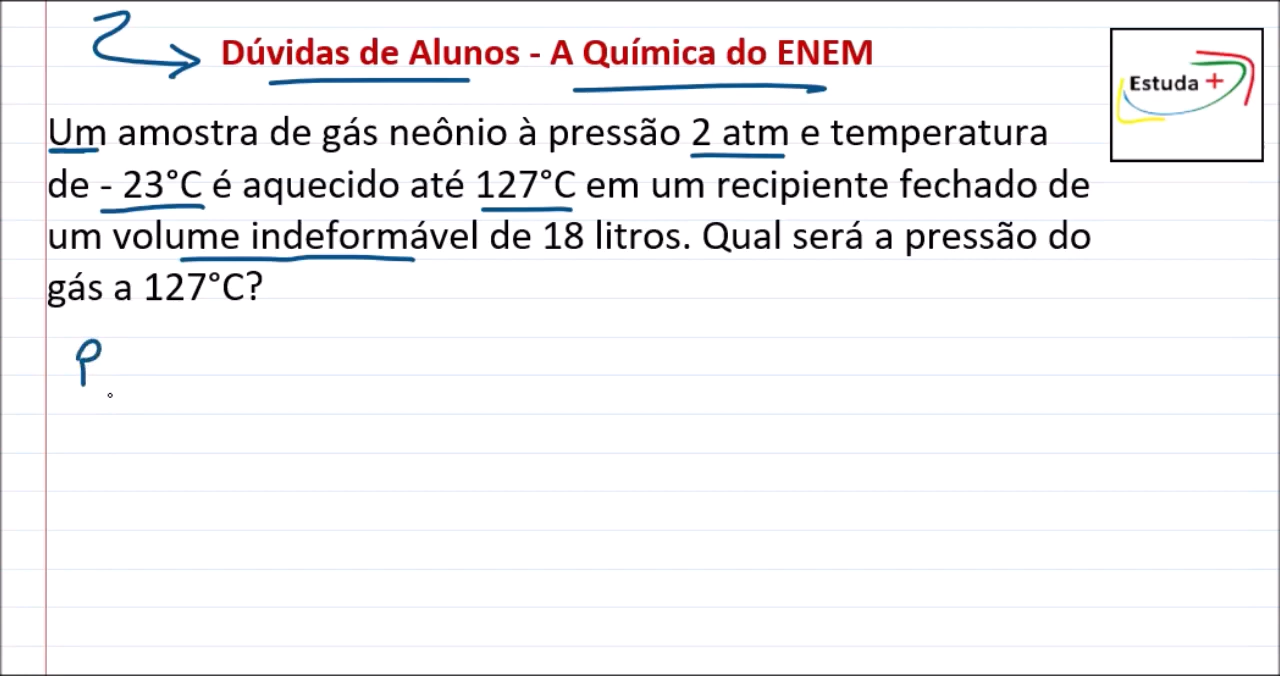 Dúvidas de Alunos - A Química do ENEM
Estuda +
Um amostra de gás neônio à pressão 2 atm e temperatura
de - 23°C é aquecido até 127°C em um recipiente fechado de
um volume indeformável de 18 litros. Qual será a pressão do
gás a 127°C?
P